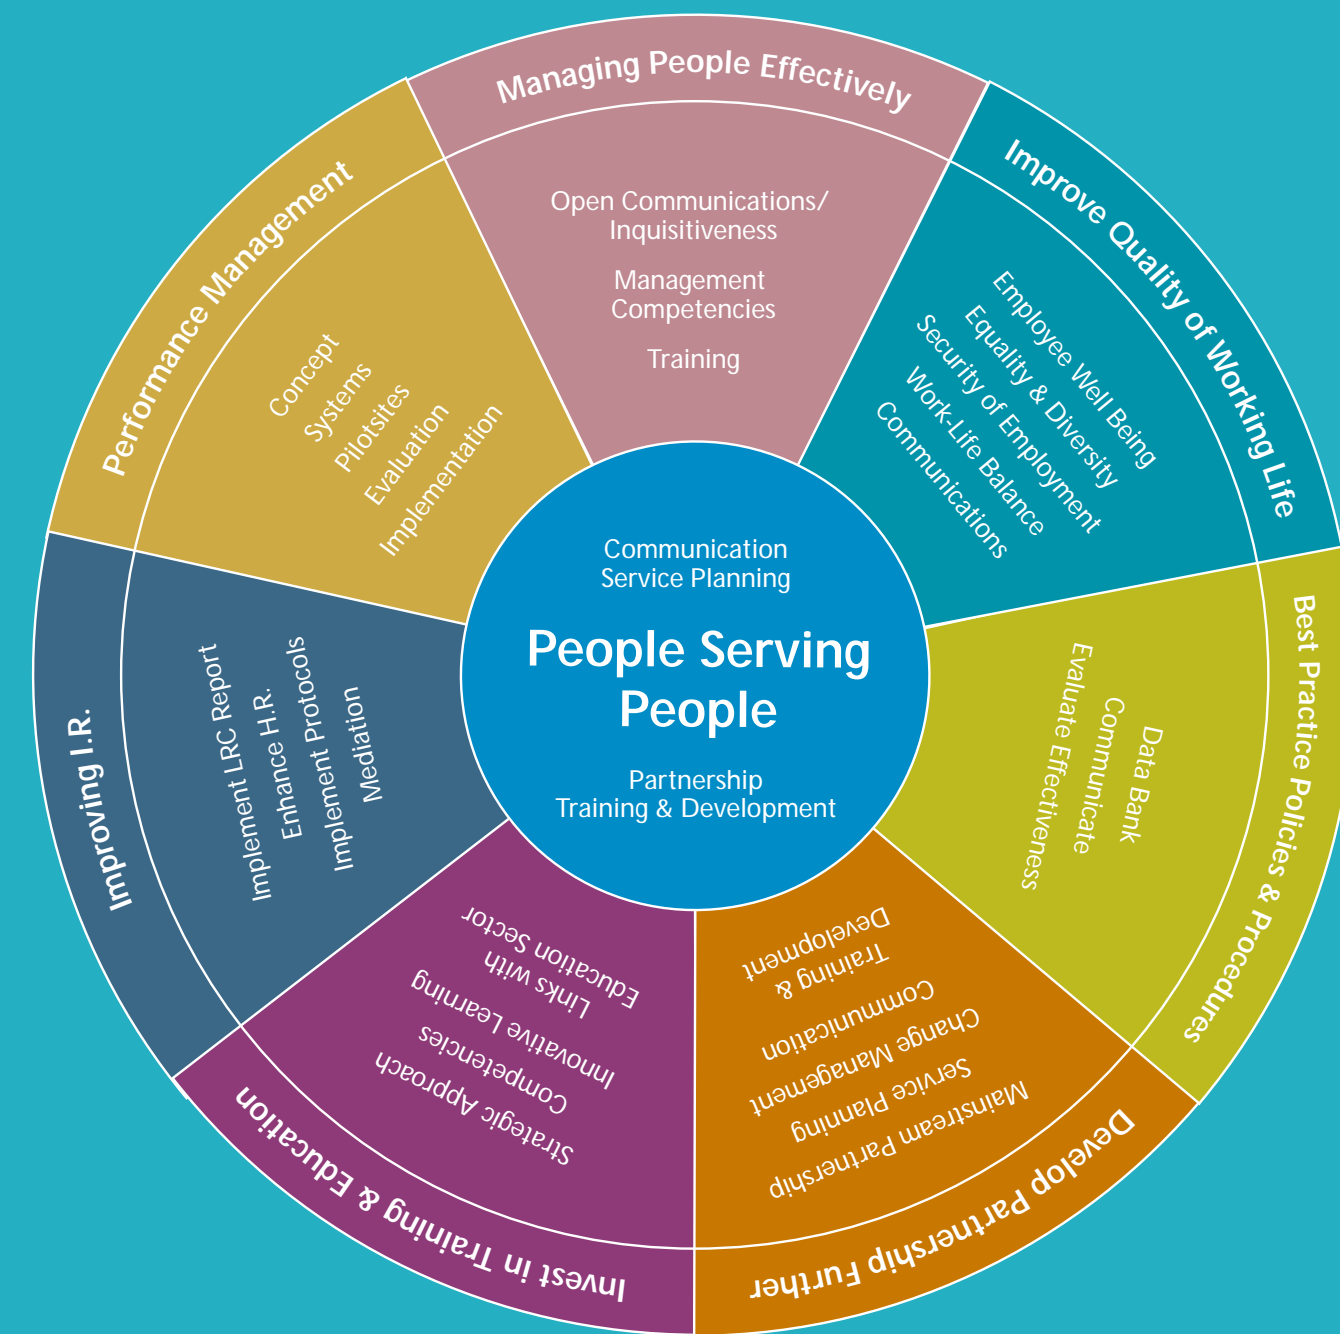 Managing People Effectively
Open Communications/
Inquisitiveness
Management
Competencies
Training
Improve Quality of Working Life
Employee Well Being
Equality & Diversity
Security of Employment
Work-Life Balance
Communications
Best Practice Policies & Procedures
Data Bank
Communicate
Evaluate Effectiveness
Develop Partnership Further
Mainstream Partnership
Service Planning
Change Management
Communication
Training &
Development
Invest in Training & Education
Strategic Approach
Competencies
Innovative Learning
Links with
Education Sector
Improving I.R.
Implement LRC Report
Enhance H.R.
Implement Protocols
Mediation
Performance Management
Concept
Systems
Pilotsites
Evaluation
Implementation
Communication
Service Planning
People Serving
People
Partnership
Training & Development